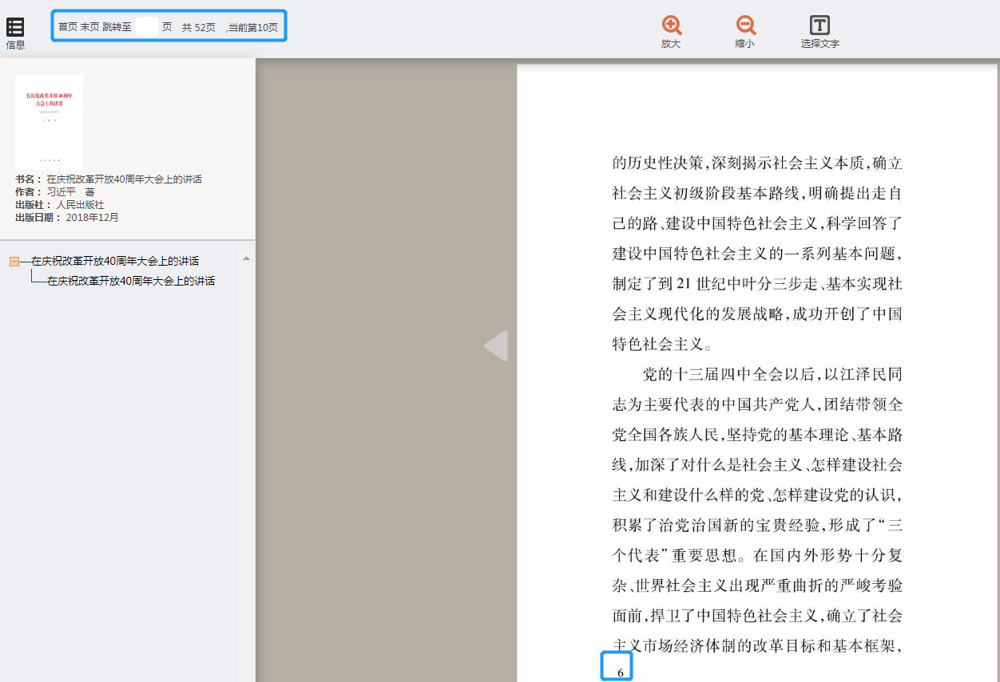 信息
首页 末页 跳转至 页 共 52页 ,当前第10页
放大
缩小
选择文字
在庆祝改革开放40周年
大会上的讲话
书名： 在庆祝改革开放40周年大会上的讲话
作者： 习近平 著
出版社： 人民出版社
出版日期： 2018年12月
在庆祝改革开放40周年大会上的讲话
在庆祝改革开放40周年大会上的讲话
的历史性决策,深刻揭示社会主义本质,确立
社会主义初级阶段基本路线,明确提出走自
己的路、建设中国特色社会主义,科学回答了
建设中国特色社会主义的一系列基本问题,
制定了到 21 世纪中叶分三步走、基本实现社
会主义现代化的发展战略,成功开创了中国
特色社会主义。
党的十三届四中全会以后,以江泽民同
志为主要代表的中国共产党人,团结带领全
党全国各族人民,坚持党的基本理论、基本路
线,加深了对什么是社会主义、怎样建设社会
主义和建设什么样的党、怎样建设党的认识,
积累了治党治国新的宝贵经验,形成了“三
个代表”重要思想。在国内外形势十分复
杂、世界社会主义出现严重曲折的严峻考验
面前,捍卫了中国特色社会主义,确立了社会
主义市场经济体制的改革目标和基本框架,
6